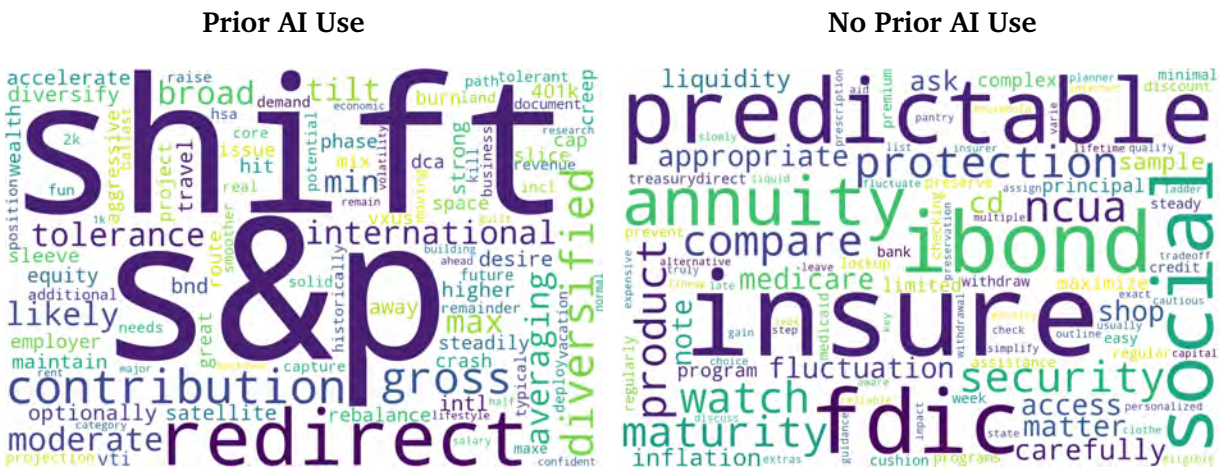 Prior AI Use
No Prior AI Use
accelerate raise path tolerant
diversify broad demand tilt economic burn land 401k creep
shift
wealth position 2k hsa core document research
fun aggressive ballast project issue hit travel real potential phase mix min dca volatility remain strong space kill business cap slice revenue incl
1k route smoother vxus moving guilt
tolerance international
sleeve s&p building ahead desire
equity bnd solid future
additional historically away higher
likely needs remainder
employer great max steadily
maintain capture crash
rent major typical
contribution gross averaging deploy vacation diversified normal
optionally satellite rebalance intl lifestyle half
category salary maxe
moderate redirect
projection vti confident
liquidity ask complex planner internet minimal
discount
predictable
slowly pantry prescription aid premium household varie
list insurer lifetime qualify
appropriate protection sample
treasurydirect liquid fluctuate preserve assign principal ladder
annuity cd multiple ncua steady
prevent checking preservation
compare ibond tradeoff
alternative bank credit
expensive truly leave lockup withdraw
product lineup late medicare limited maximize exact cautious
note gain step medicaid insure check usually shop
choice key withdrawal simplify outline easy
program assistance regular capital
regularly fluctuation week security
watch aware access personalized
discuss reliable state matter clothe
maturity guidance impact fdic
inflation extras cushion programs carefully eligible
social